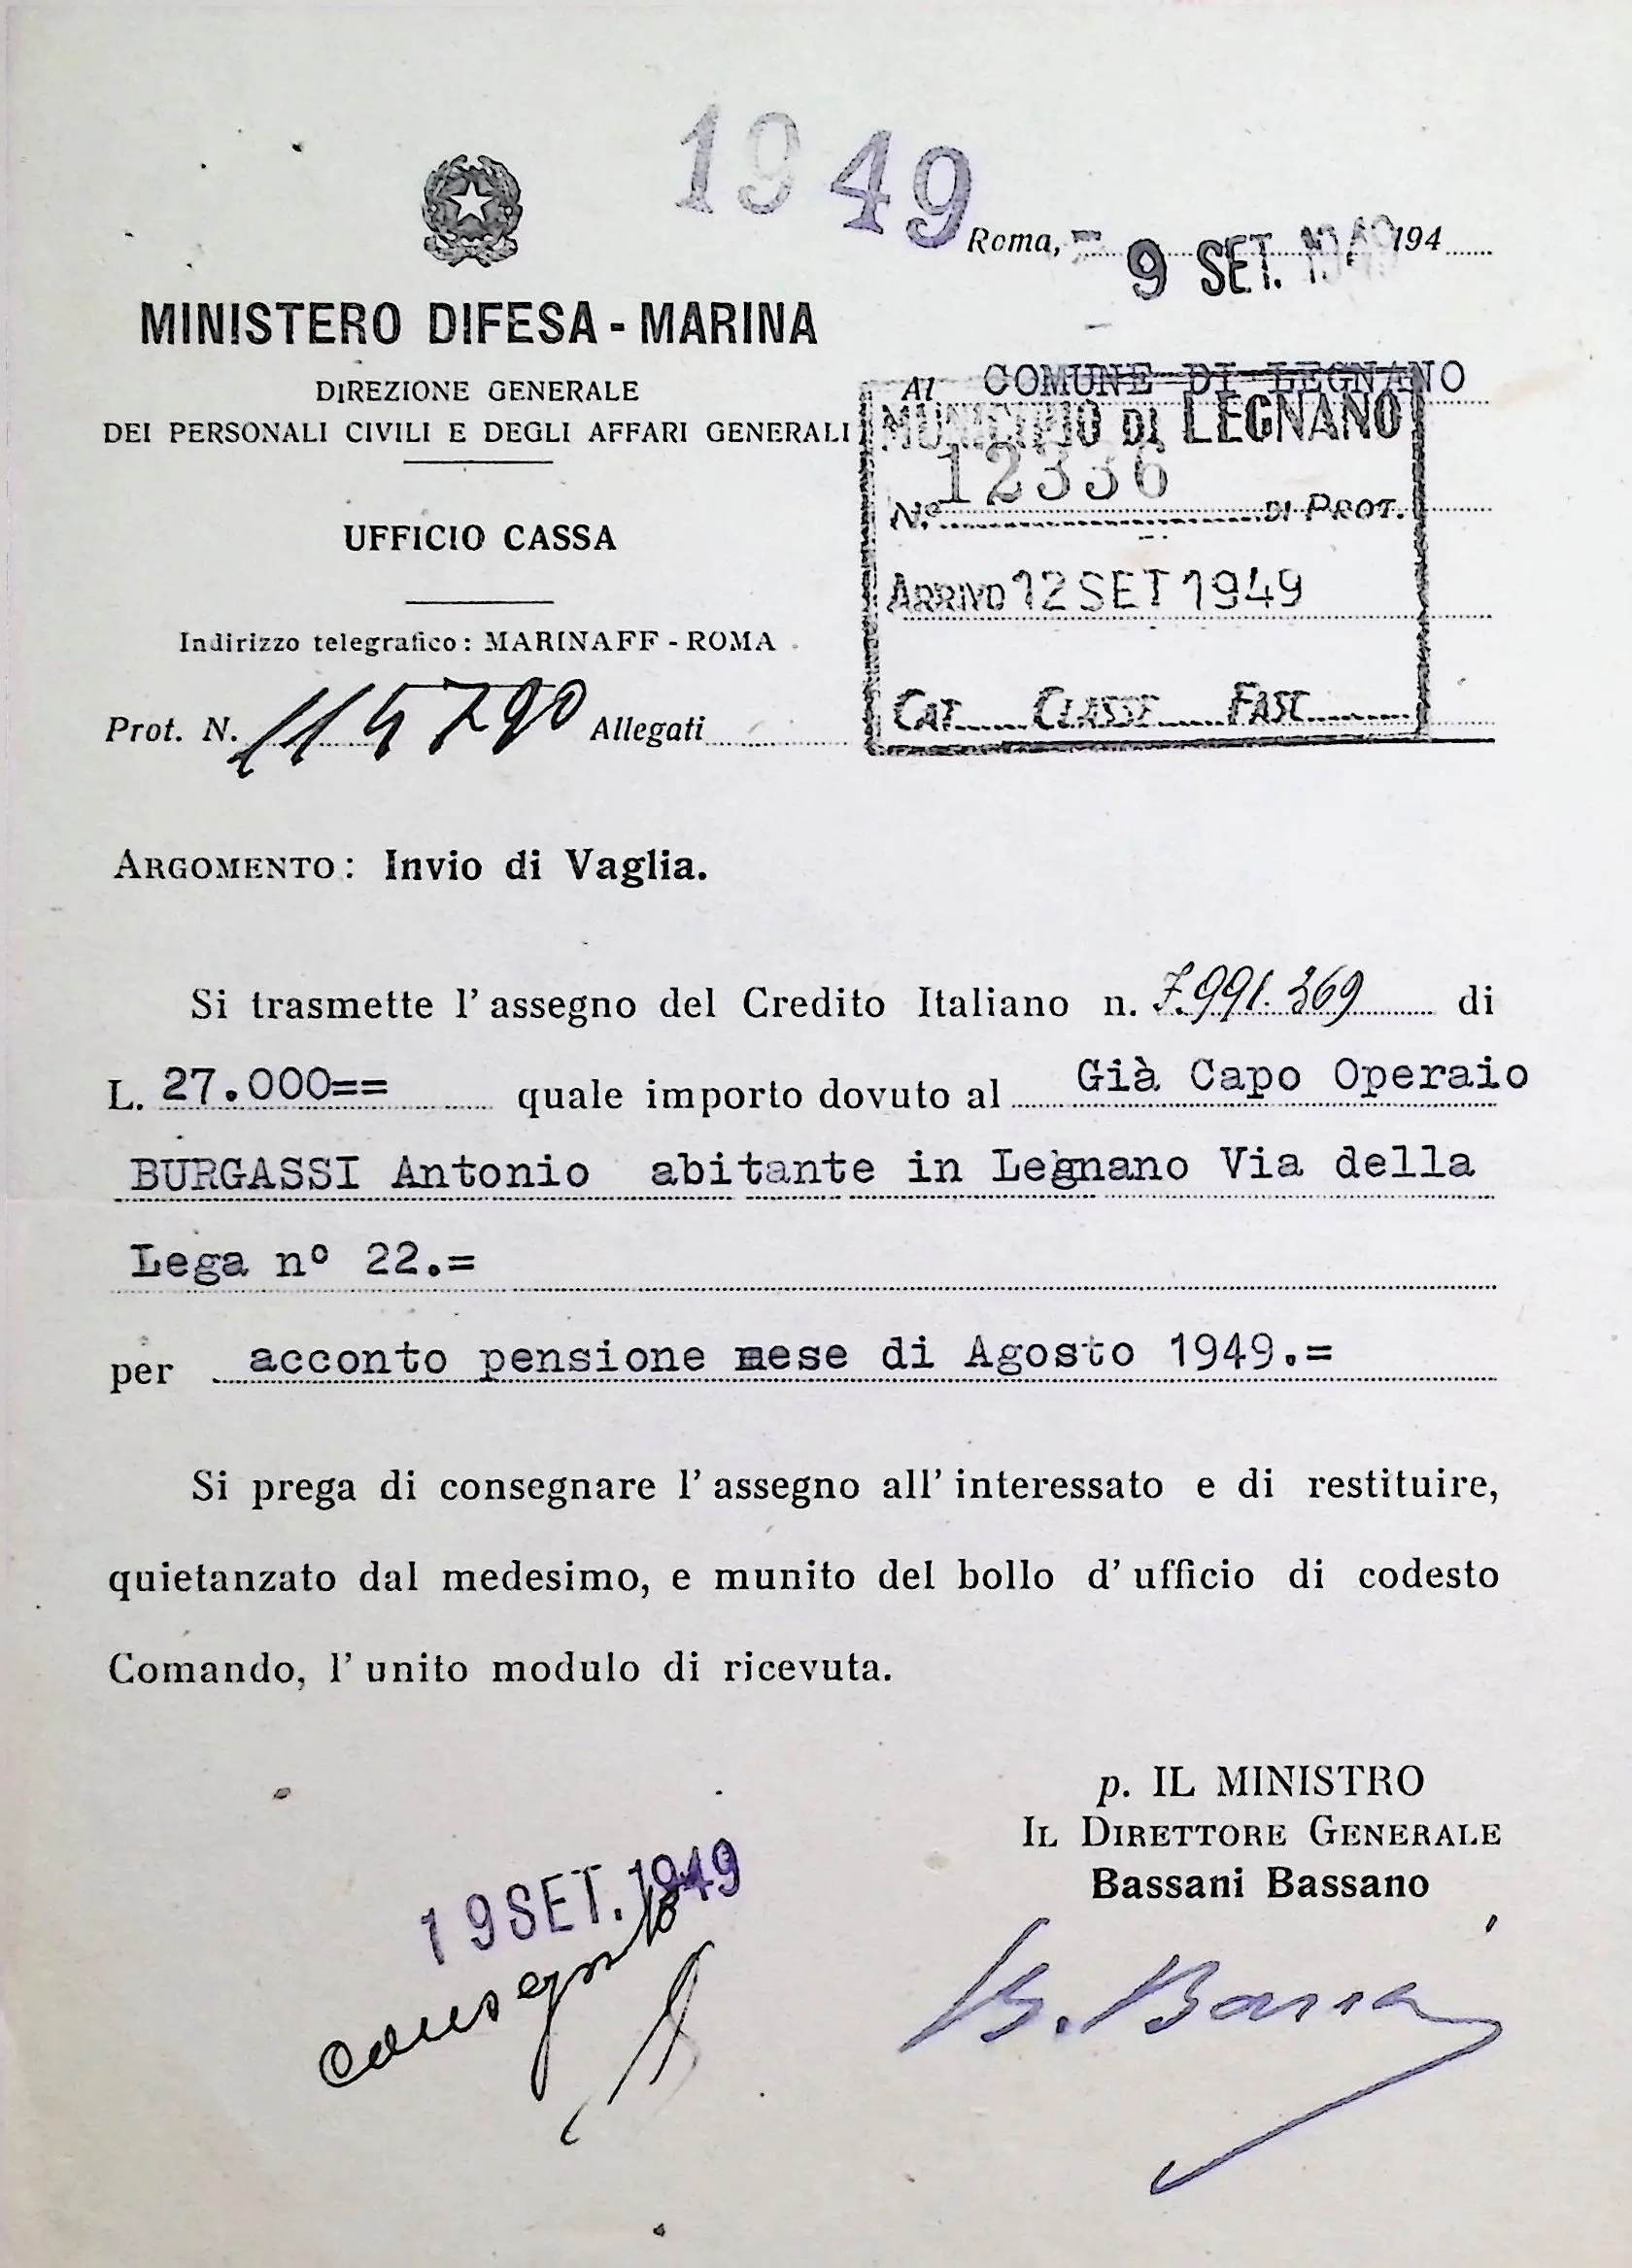 1949
Roma, - 9 SET. 1949 194
MINISTERO DIFESA - MARINA
DIREZIONE GENERALE
DEI PERSONALI CIVILI E DEGLI AFFARI GENERALI
UFFICIO CASSA
Indirizzo telegrafico: MARINAFF - ROMA
Prot. N. 115790 Allegati
Al COMUNE DI LEGNANO
MUNICIPIO DI LEGNANO
N.º 12336 DI PROT.
ARRIVO 12 SET 1949
CAT. CLASSE FASC.
ARGOMENTO: Invio di Vaglia.
Si trasmette l'assegno del Credito Italiano n. 7.991.369 di
L. 27.000== quale importo dovuto al Già Capo Operaio
BURGASSI Antonio abitante in Legnano Via della
Lega nº 22.=
per acconto pensione mese di Agosto 1949.=
Si prega di consegnare l'assegno all'interessato e di restituire,
quietanzato dal medesimo, e munito del bollo d'ufficio di codesto
Comando, l'unito modulo di ricevuta.
p. IL MINISTRO
IL DIRETTORE GENERALE
Bassani Bassano
19 SET. 1949
consegnato
B. Bassani